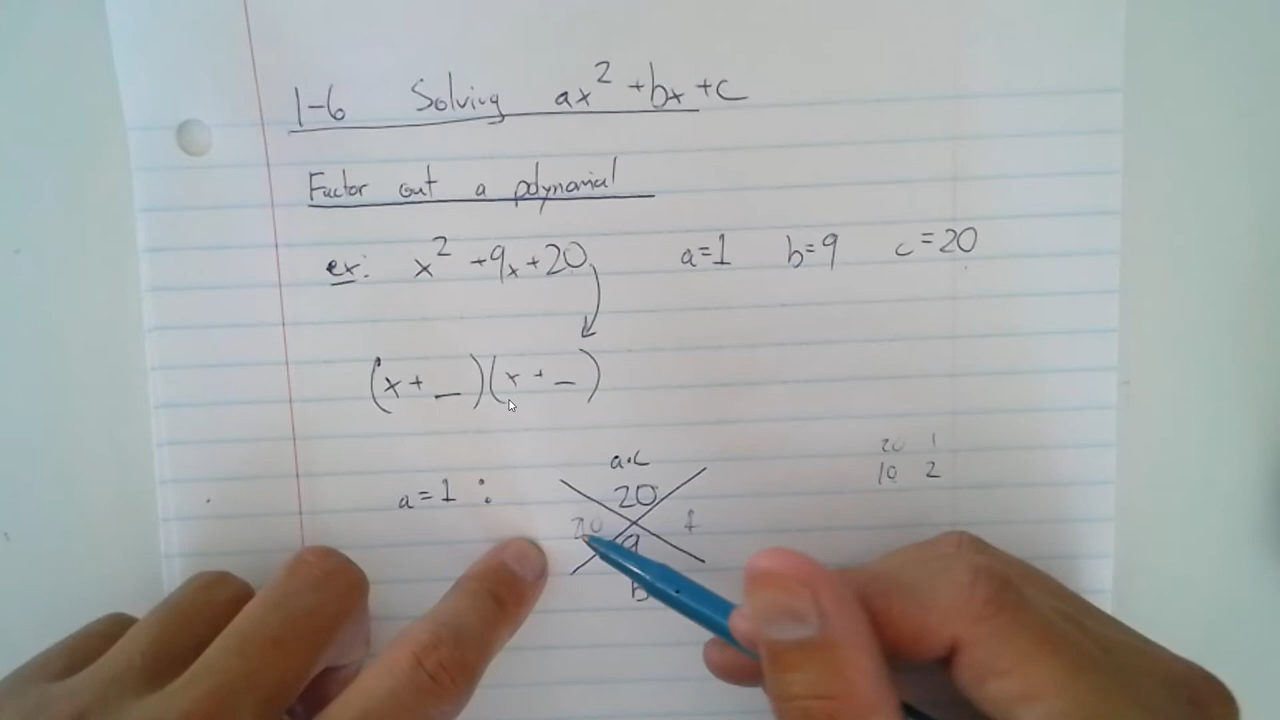 1-6 Solving ax² +bx +c
Factor out a polynomial
ex: x² +9x+20 a=1 b=9 c=20
(x+_)(x+_)
a·c
20 1
a=1 : 20
10 2
9
b